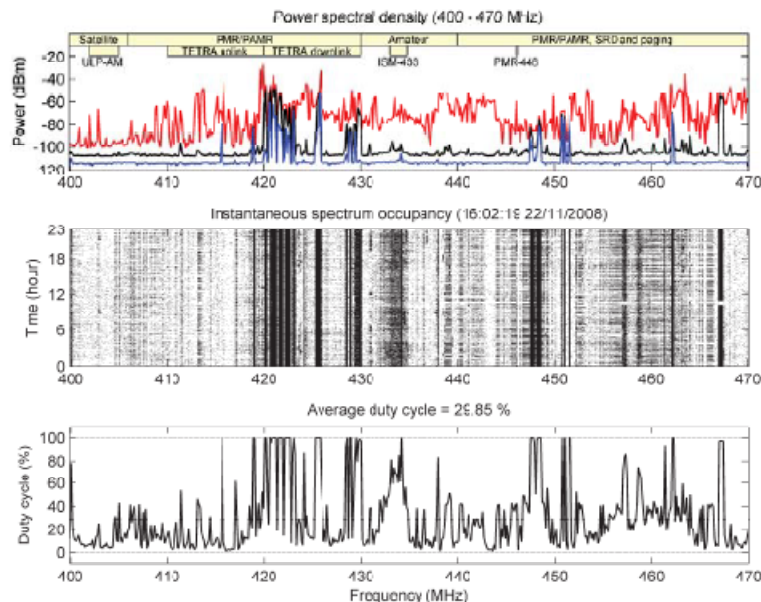 Power spectral density (400 - 470 MHz)
Satellite PMR/PAMR Amateur PMR/PAMR, SRD and paging
TETRA uplink TETRA downlink
ULP-AMI ISM-433 PMR-446
Power (dBm)
-20
-40
-60
-80
-100
-120
400 410 420 430 440 450 460 470
Instantaneous spectrum occupancy (16:02:19 22/11/2008)
Time (hour)
23
18
12
6
0
400 410 420 430 440 450 460 470
Average duty cycle = 29.85 %
Duty cycle (%)
100
80
60
40
20
0
400 410 420 430 440 450 460 470
Frequency (MHz)